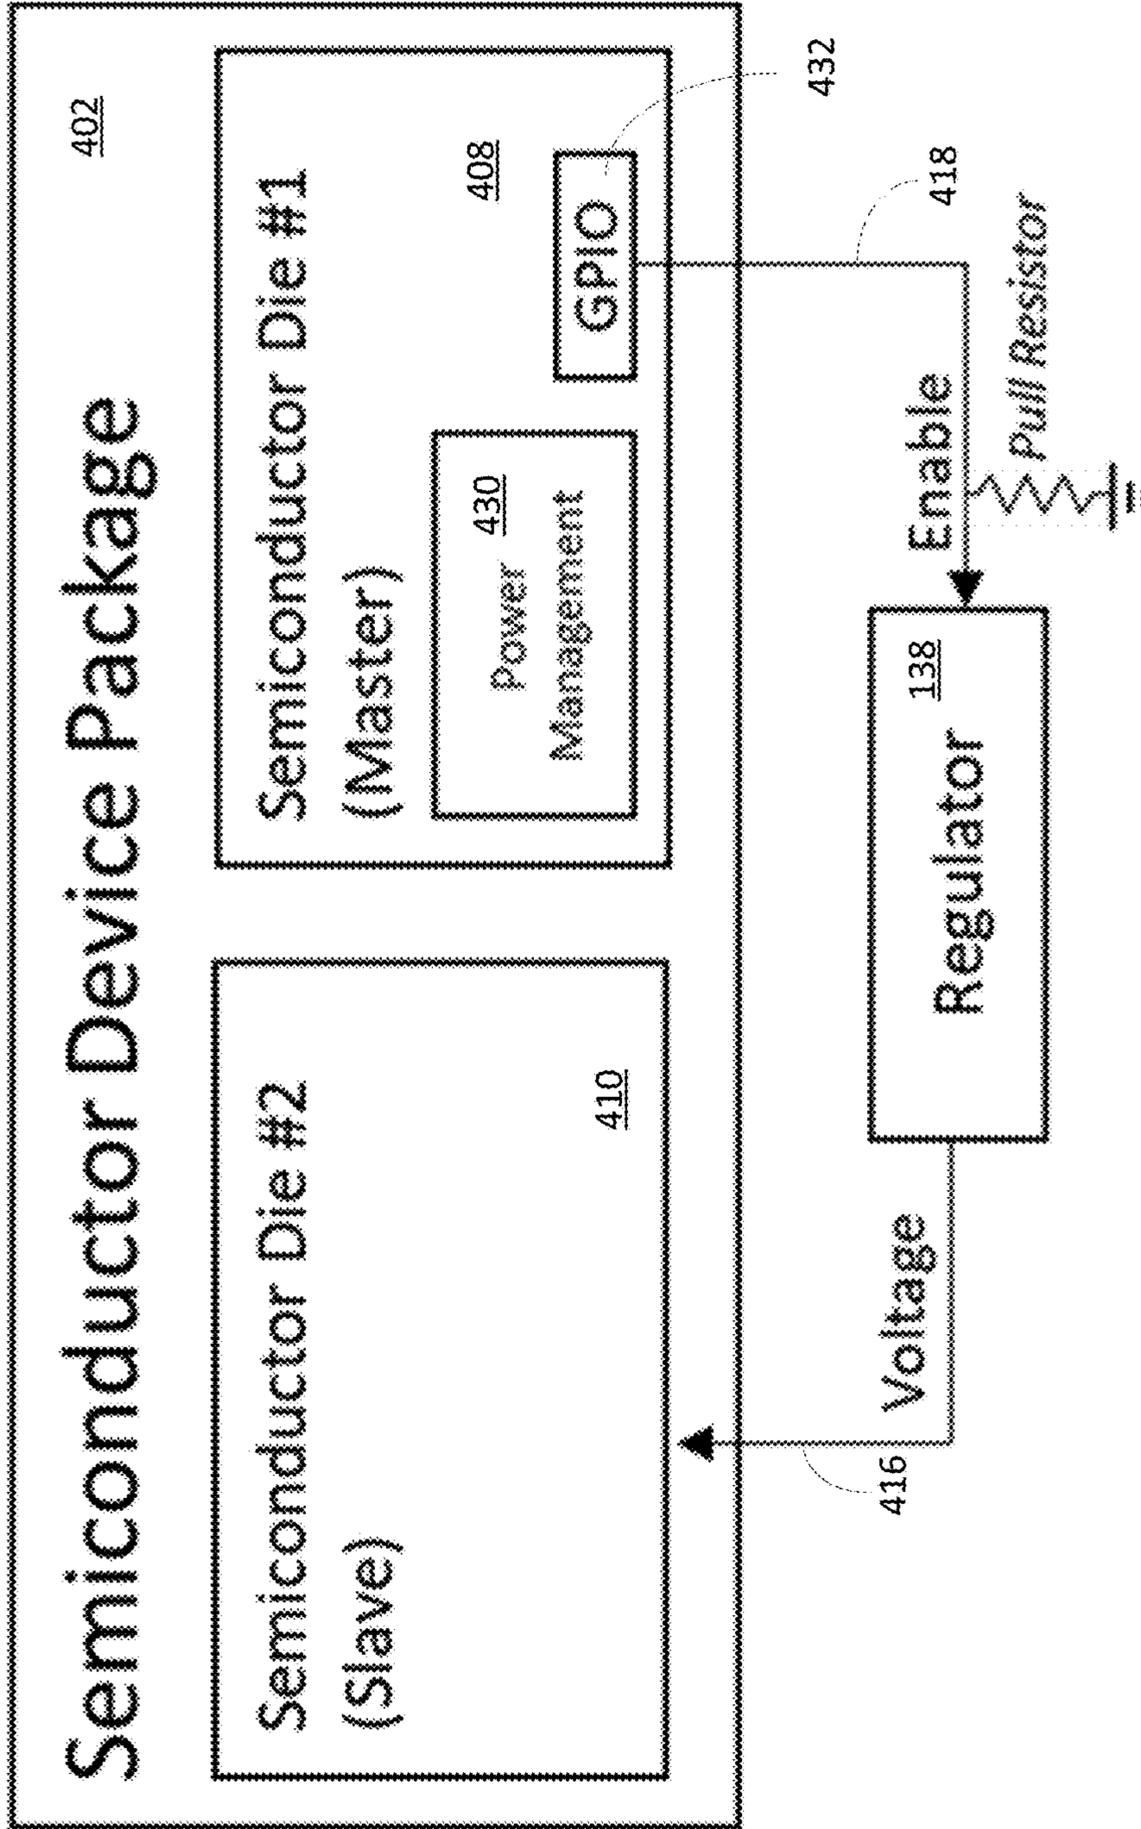 Semiconductor Device Package
402
Semiconductor Die #2
(Slave)
410
Semiconductor Die #1
(Master)
408
430
Power
Management
GPIO
432
416
Voltage
138
Regulator
Enable
418
Pull Resistor